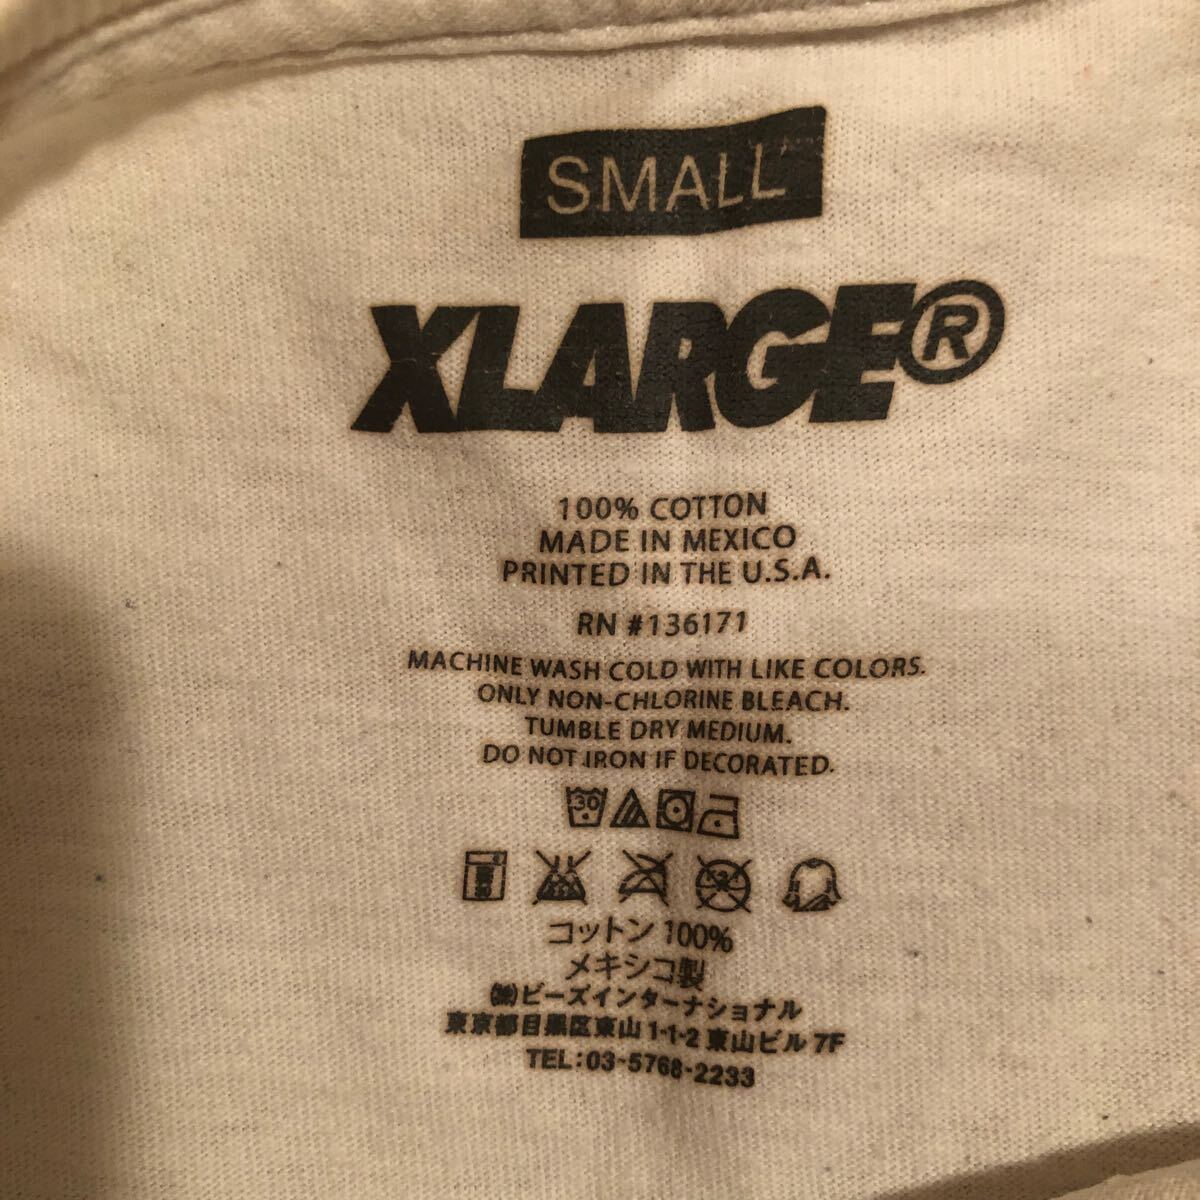 SMALL
XLARGE®
100% COTTON
MADE IN MEXICO
PRINTED IN THE U.S.A.
RN #136171
MACHINE WASH COLD WITH LIKE COLORS.
ONLY NON-CHLORINE BLEACH.
TUMBLE DRY MEDIUM.
DO NOT IRON IF DECORATED.
30
コットン 100%
メキシコ製
㈱ビーズインターナショナル
東京都目黒区東山 1-1-2 東山ビル 7F
TEL:03-5768-2233